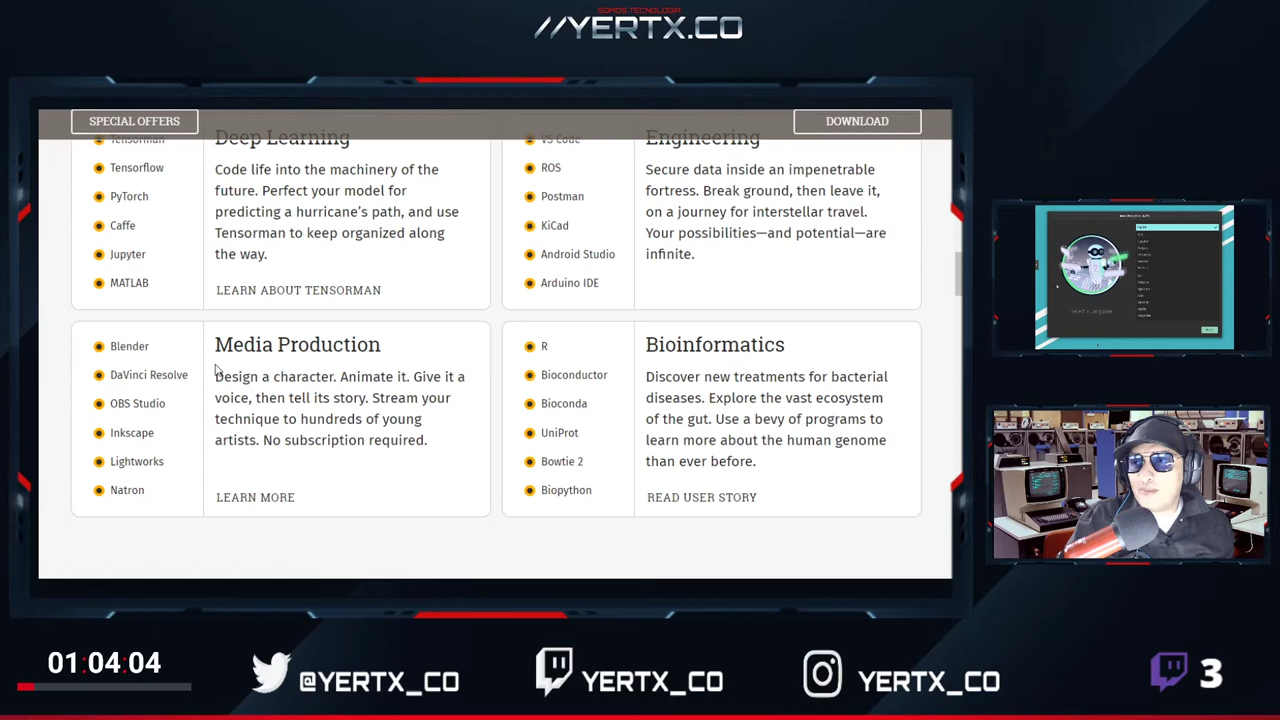 SOMOS TECNOLOGIA
//YERTX.CO
SPECIAL OFFERS
DOWNLOAD
Tensorman
Tensorflow
PyTorch
Caffe
Jupyter
MATLAB
Deep Learning
Code life into the machinery of the
future. Perfect your model for
predicting a hurricane’s path, and use
Tensorman to keep organized along
the way.
LEARN ABOUT TENSORMAN
VS Code
ROS
Postman
KiCad
Android Studio
Arduino IDE
Engineering
Secure data inside an impenetrable
fortress. Break ground, then leave it,
on a journey for interstellar travel.
Your possibilities—and potential—are
infinite.
Blender
DaVinci Resolve
OBS Studio
Inkscape
Lightworks
Natron
Media Production
Design a character. Animate it. Give it a
voice, then tell its story. Stream your
technique to hundreds of young
artists. No subscription required.
LEARN MORE
R
Bioconductor
Bioconda
UniProt
Bowtie 2
Biopython
Bioinformatics
Discover new treatments for bacterial
diseases. Explore the vast ecosystem
of the gut. Use a bevy of programs to
learn more about the human genome
than ever before.
READ USER STORY
01:04:04
@YERTX_CO
YERTX_CO
YERTX_CO
3